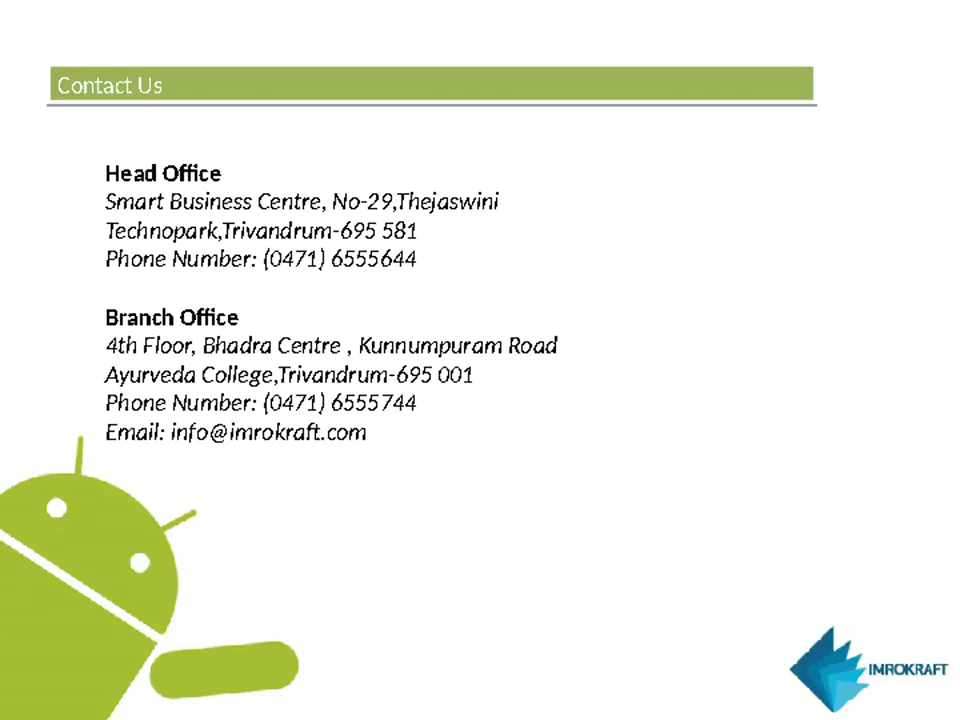 Contact Us
Head Office
Smart Business Centre, No-29,Thejaswini
Technopark,Trivandrum-695 581
Phone Number: (0471) 6555644
Branch Office
4th Floor, Bhadra Centre , Kunnumpuram Road
Ayurveda College,Trivandrum-695 001
Phone Number: (0471) 6555744
Email: info@imrokraft.com
IMROKRAFT